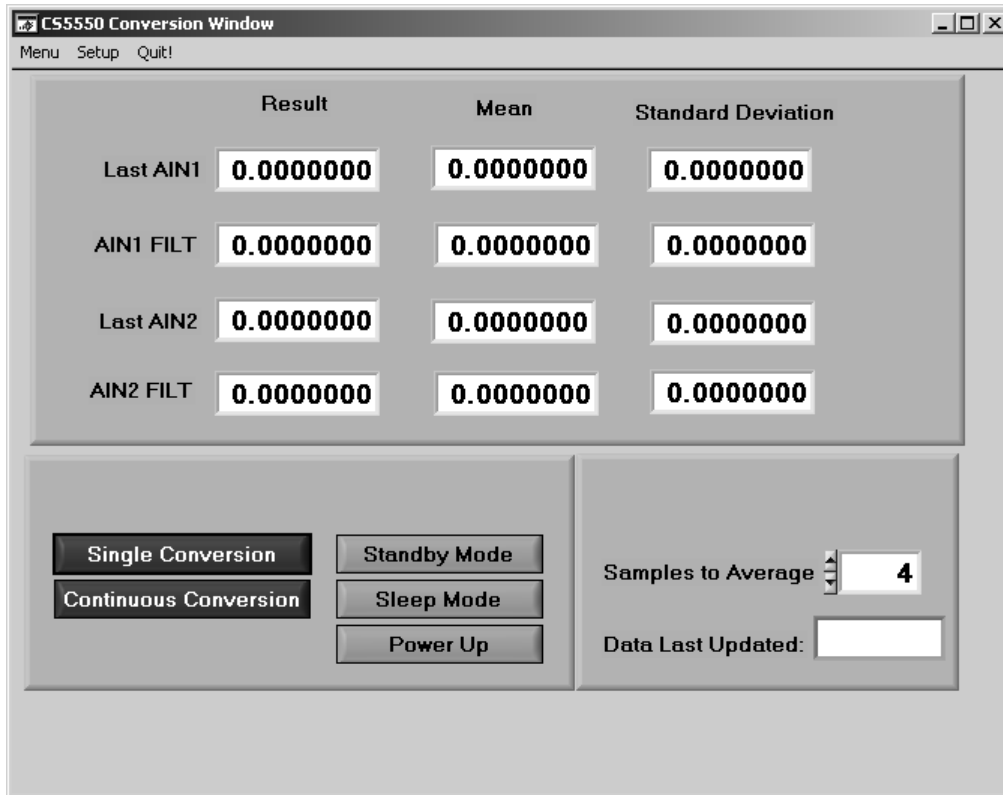 CS5550 Conversion Window
Menu Setup Quit!
Result Mean Standard Deviation
Last AIN1 0.0000000 0.0000000 0.0000000
AIN1 FILT 0.0000000 0.0000000 0.0000000
Last AIN2 0.0000000 0.0000000 0.0000000
AIN2 FILT 0.0000000 0.0000000 0.0000000
Single Conversion Standby Mode
Continuous Conversion Sleep Mode
Power Up
Samples to Average 4
Data Last Updated: